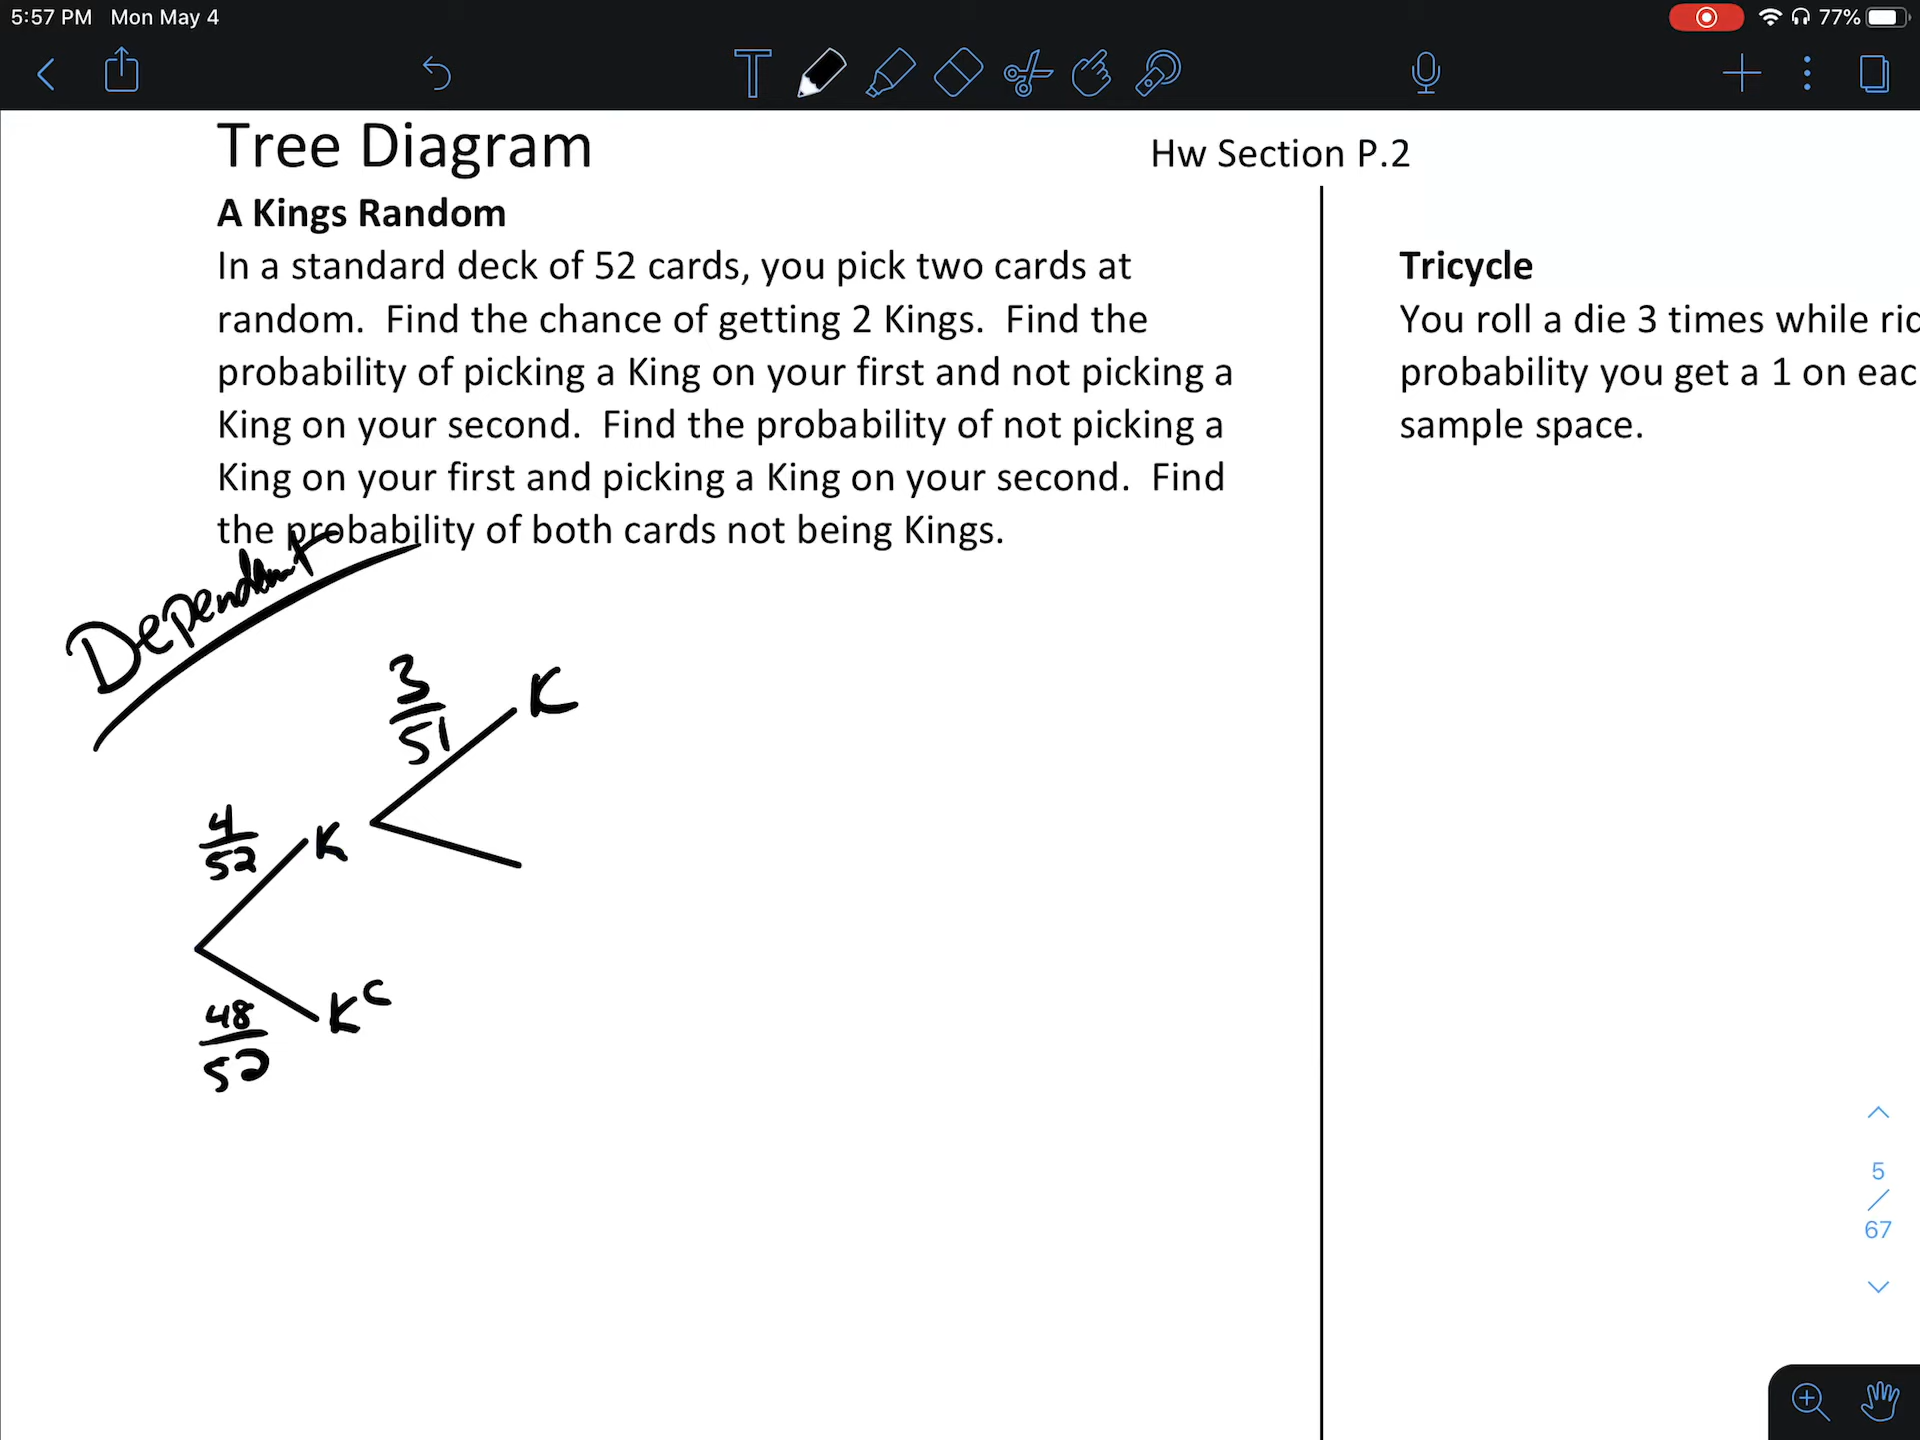 5:57 PM Mon May 4
77%
T
Tree Diagram
Hw Section P.2
A Kings Random
In a standard deck of 52 cards, you pick two cards at
random. Find the chance of getting 2 Kings. Find the
probability of picking a King on your first and not picking a
King on your second. Find the probability of not picking a
King on your first and picking a King on your second. Find
the probability of both cards not being Kings.
Tricycle
You roll a die 3 times while ric
probability you get a 1 on eac
sample space.
Dependent
3
51
K
4
52
K
48
52
K^C
5
/
67